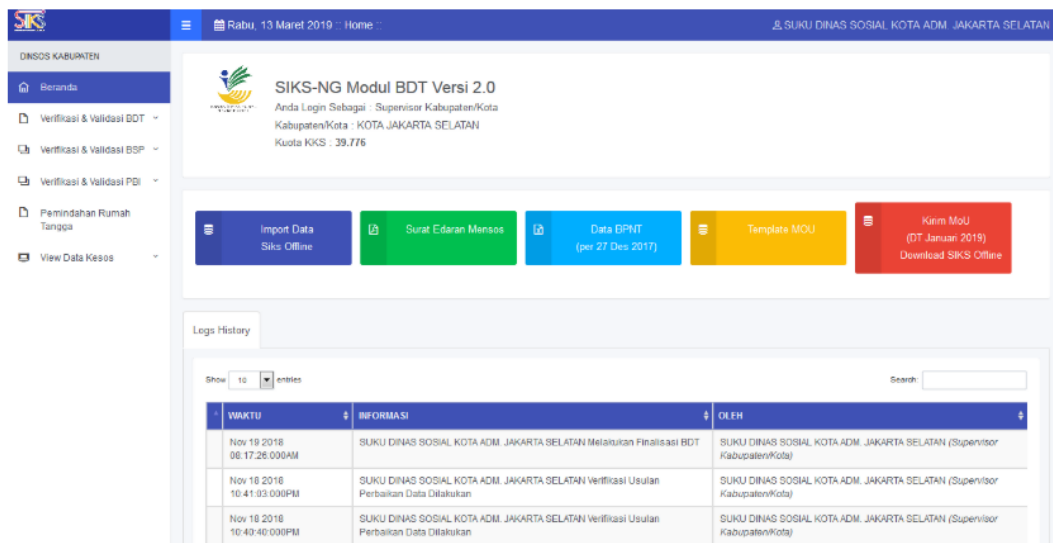 SIKS
Rabu, 13 Maret 2019 :: Home ::
SUKU DINAS SOSIAL KOTA ADM. JAKARTA SELATAN
DINSOS KABUPATEN
Beranda
Verifikasi & Validasi BDT
Verifikasi & Validasi BSP
Verifikasi & Validasi PBI
Pemindahan Rumah
Tangga
View Data Kesos
SIKS-NG Modul BDT Versi 2.0
Anda Login Sebagai : Supervisor Kabupaten/Kota
Kabupaten/Kota : KOTA JAKARTA SELATAN
Kuota KKS : 39.776
Import Data
Siks Offline
Surat Edaran Mensos
Data BPNT
(per 27 Des 2017)
Template MOU
Kirim MoU
(DT Januari 2019)
Download SIKS Offline
Logs History
Show 10 entries
Search:
WAKTU INFORMASI OLEH
Nov 19 2018
08:17:26:000AM
SUKU DINAS SOSIAL KOTA ADM. JAKARTA SELATAN Melakukan Finalisasi BDT
SUKU DINAS SOSIAL KOTA ADM. JAKARTA SELATAN (Supervisor
Kabupaten/Kota)
Nov 18 2018
10:41:03:000PM
SUKU DINAS SOSIAL KOTA ADM. JAKARTA SELATAN Verifikasi Usulan
Perbaikan Data Dilakukan
SUKU DINAS SOSIAL KOTA ADM. JAKARTA SELATAN (Supervisor
Kabupaten/Kota)
Nov 18 2018
10:40:40:000PM
SUKU DINAS SOSIAL KOTA ADM. JAKARTA SELATAN Verifikasi Usulan
Perbaikan Data Dilakukan
SUKU DINAS SOSIAL KOTA ADM. JAKARTA SELATAN (Supervisor
Kabupaten/Kota)